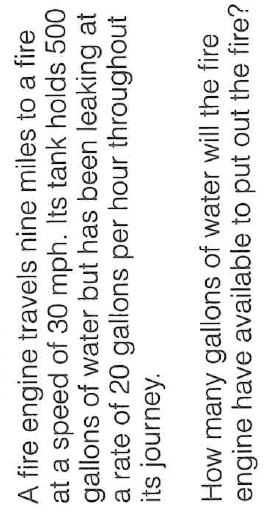 A fire engine travels nine miles to a fire
at a speed of 30 mph. Its tank holds 500
gallons of water but has been leaking at
a rate of 20 gallons per hour throughout
its journey.
How many gallons of water will the fire
engine have available to put out the fire?